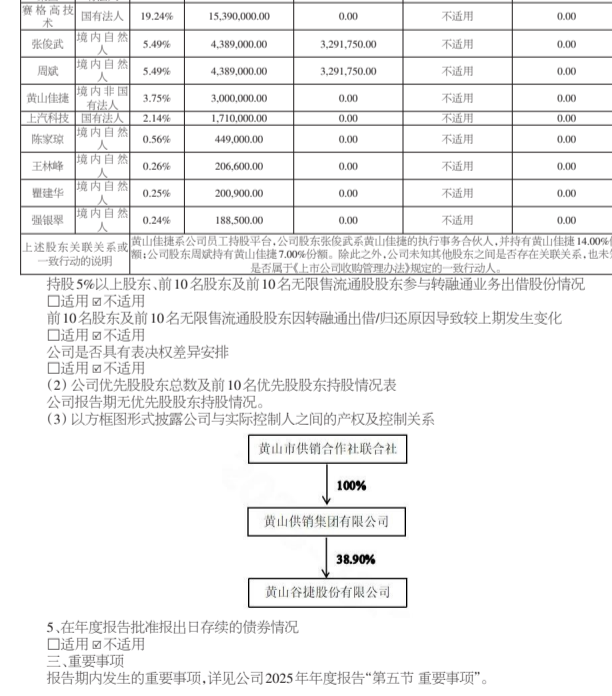 赛格高技术 国有法人 19.24% 15,390,000.00 0.00 不适用 0.00
张俊武 境内自然人 5.49% 4,389,000.00 3,291,750.00 不适用 0.00
周斌 境内自然人 5.49% 4,389,000.00 3,291,750.00 不适用 0.00
黄山佳捷 境内非国有法人 3.75% 3,000,000.00 0.00 不适用 0.00
上汽科技 国有法人 2.14% 1,710,000.00 0.00 不适用 0.00
陈家琼 境内自然人 0.56% 449,000.00 0.00 不适用 0.00
王林峰 境内自然人 0.26% 206,600.00 0.00 不适用 0.00
瞿建华 境内自然人 0.25% 200,900.00 0.00 不适用 0.00
强银翠 境内自然人 0.24% 188,500.00 0.00 不适用 0.00
上述股东关联关系或一致行动的说明
黄山佳捷系公司员工持股平台,公司股东张俊武系黄山佳捷的执行事务合伙人,并持有黄山佳捷14.00%
额;公司股东周斌持有黄山佳捷7.00%份额。除此之外,公司未知其他股东之间是否存在关联关系,也未
是否属于《上市公司收购管理办法》规定的一致行动人。
持股5%以上股东、前10名股东及前10名无限售流通股股东参与转融通业务出借股份情况
□适用☑不适用
前10名股东及前10名无限售流通股股东因转融通出借/归还原因导致较上期发生变化
□适用☑不适用
公司是否具有表决权差异安排
□适用☑不适用
(2) 公司优先股股东总数及前10名优先股股东持股情况表
公司报告期无优先股股东持股情况。
(3) 以方框图形式披露公司与实际控制人之间的产权及控制关系
黄山市供销合作社联合社
100%
黄山供销集团有限公司
38.90%
黄山谷捷股份有限公司
5、在年度报告批准报出日存续的债券情况
□适用☑不适用
三、重要事项
报告期内发生的重要事项,详见公司2025年年度报告“第五节 重要事项”。